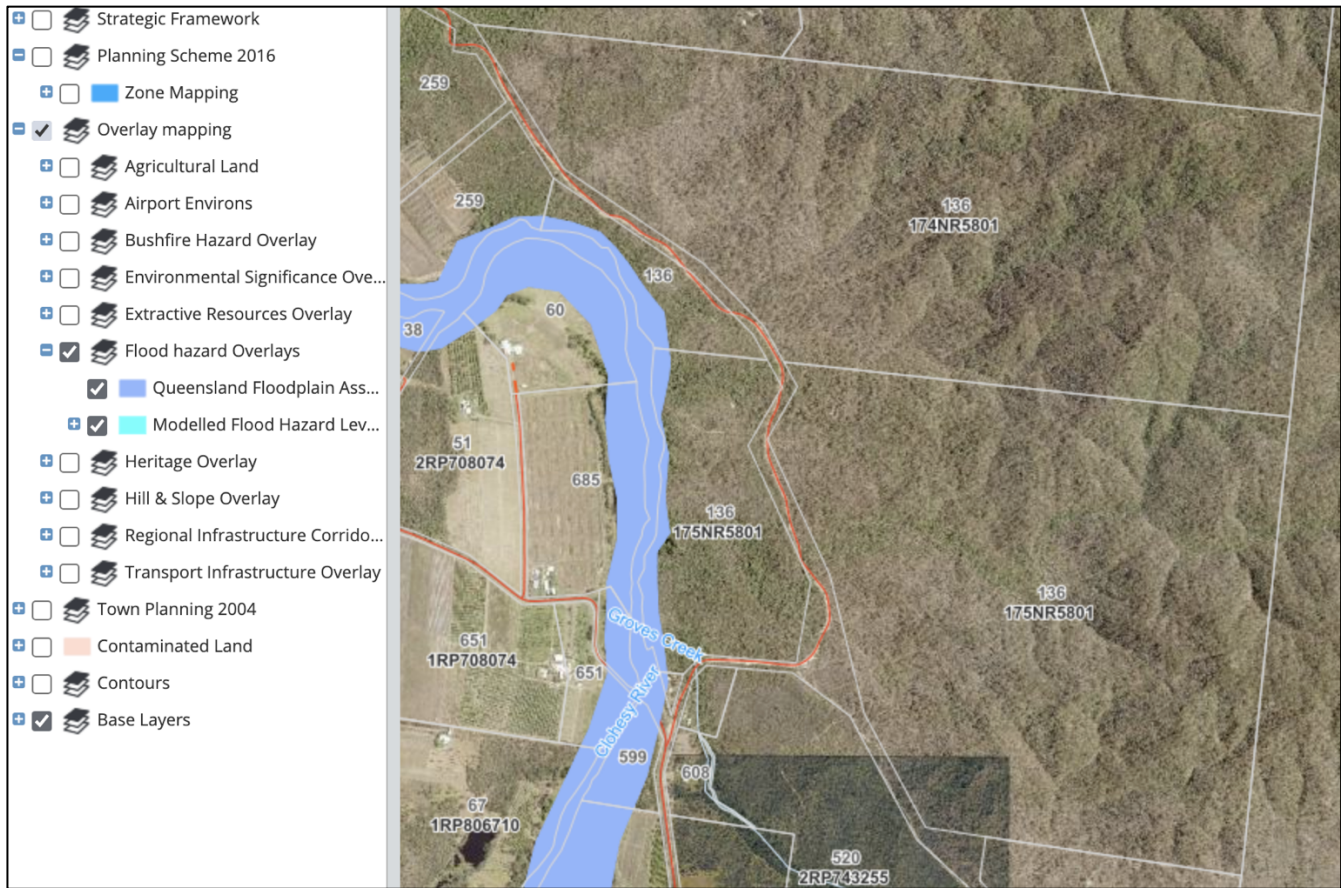 Strategic Framework
Planning Scheme 2016
Zone Mapping
Overlay mapping
Agricultural Land
Airport Environs
Bushfire Hazard Overlay
Environmental Significance Ove...
Extractive Resources Overlay
Flood hazard Overlays
Queensland Floodplain Ass...
Modelled Flood Hazard Lev...
Heritage Overlay
Hill & Slope Overlay
Regional Infrastructure Corrido...
Transport Infrastructure Overlay
Town Planning 2004
Contaminated Land
Contours
Base Layers
259
259
136
174NR5801
136
60
38
51
2RP708074
685
136
175NR5801
136
175NR5801
Groves Creek
651
1RP708074
651
Clohesy River
599
608
67
1RP806710
520
2RP743255